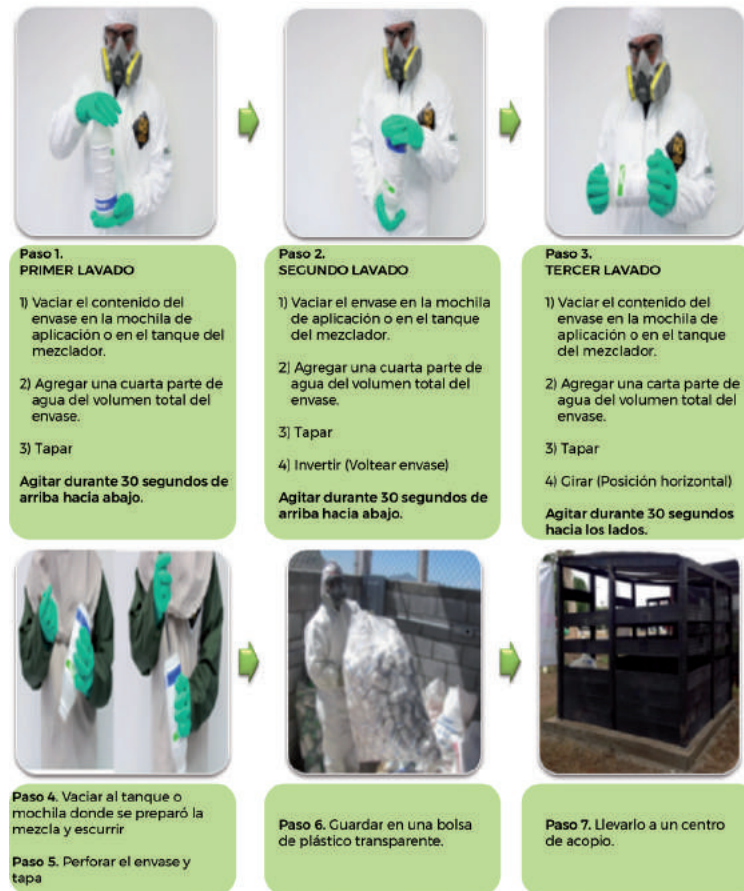 Paso 1.
PRIMER LAVADO
1) Vaciar el contenido del
envase en la mochila de
aplicación o en el tanque del
mezclador.
2) Agregar una cuarta parte de
agua del volumen total del
envase.
3) Tapar
Agitar durante 30 segundos de
arriba hacia abajo.
Paso 2.
SEGUNDO LAVADO
1) Vaciar el envase en la mochila
de aplicación o en el tanque
del mezclador.
2) Agregar una cuarta parte de
agua del volumen total del
envase.
3) Tapar
4) Invertir (Voltear envase)
Agitar durante 30 segundos de
arriba hacia abajo.
Paso 3.
TERCER LAVADO
1) Vaciar el contenido del
envase en la mochila de
aplicación o en el tanque
del mezclador.
2) Agregar una carta parte de
agua del volumen total del
envase.
3) Tapar
4) Girar (Posición horizontal)
Agitar durante 30 segundos
hacia los lados.
Paso 4. Vaciar al tanque o
mochila donde se preparó la
mezcla y escurrir
Paso 5. Perforar el envase y
tapa
Paso 6. Guardar en una bolsa
de plástico transparente.
Paso 7. Llevarlo a un centro
de acopio.